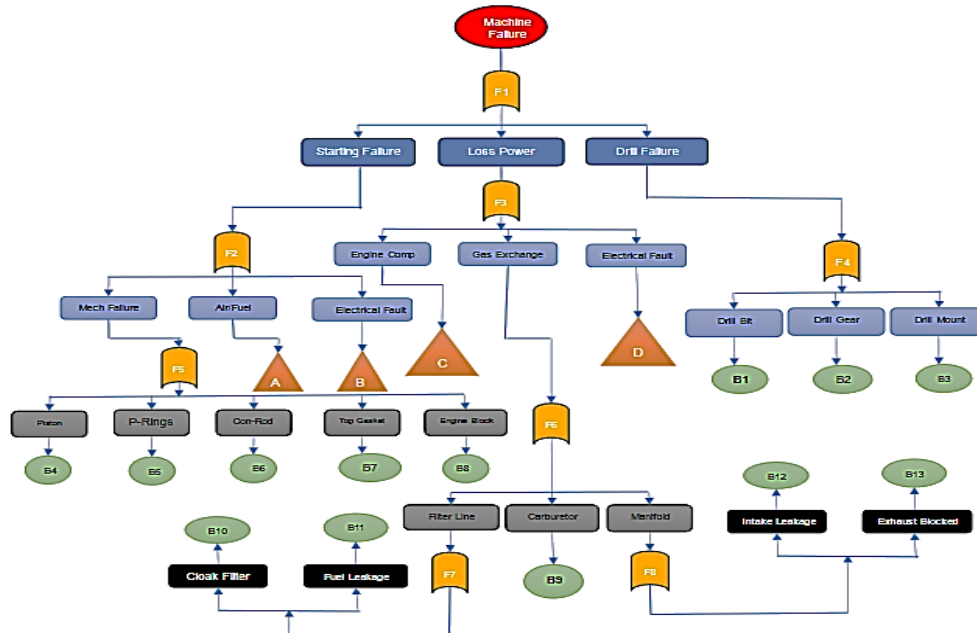 Machine
Failure
F1
Starting Failure
Loss Power
Drill Failure
F3
F2
Engine Comp
Gas Exchange
Electrical Fault
F4
Mech Failure
Air/Fuel
Electrical Fault
Drill Bit
Drill Gear
Drill Mount
A
B
C
D
F5
B1
B2
B3
Piston
P-Rings
Con-Rod
Top Gasket
Engine Block
F6
B4
B5
B6
B7
B8
B12
B13
Filter Line
Carburetor
Manifold
Intake Leakage
Exhaust Blocked
B10
B11
Cloak Filter
Fuel Leakage
F7
B9
F8